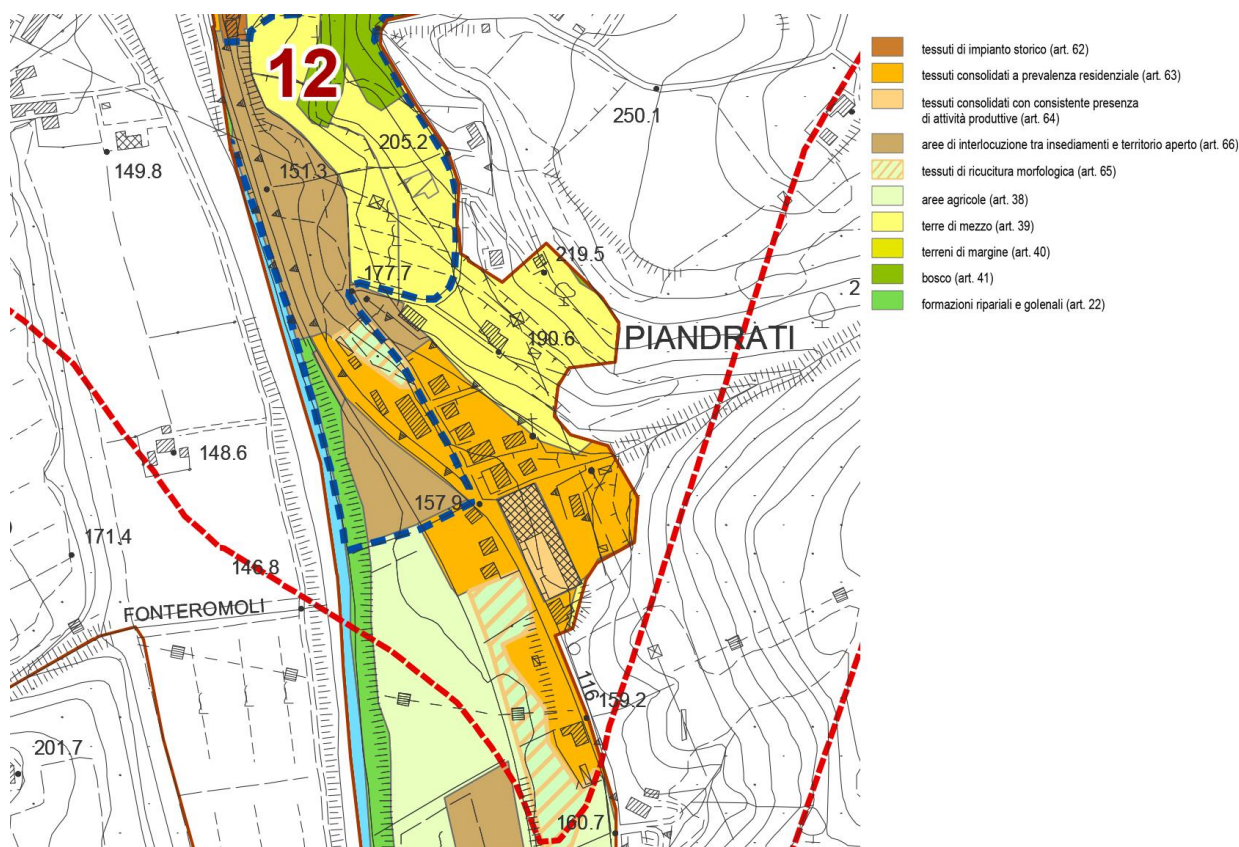 12
250.1
205.2
149.8
151.3
219.5
2
177.7
PIANDRATI
190.6
148.6
157.9
171.4
146.8
FONTEROMOLI
116
159.2
201.7
160.7
tessuti di impianto storico (art. 62)
tessuti consolidati a prevalenza residenziale (art. 63)
tessuti consolidati con consistente presenza
di attività produttive (art. 64)
aree di interlocuzione tra insediamenti e territorio aperto (art. 66)
tessuti di ricucitura morfologica (art. 65)
aree agricole (art. 38)
terre di mezzo (art. 39)
terreni di margine (art. 40)
bosco (art. 41)
formazioni ripariali e golenali (art. 22)